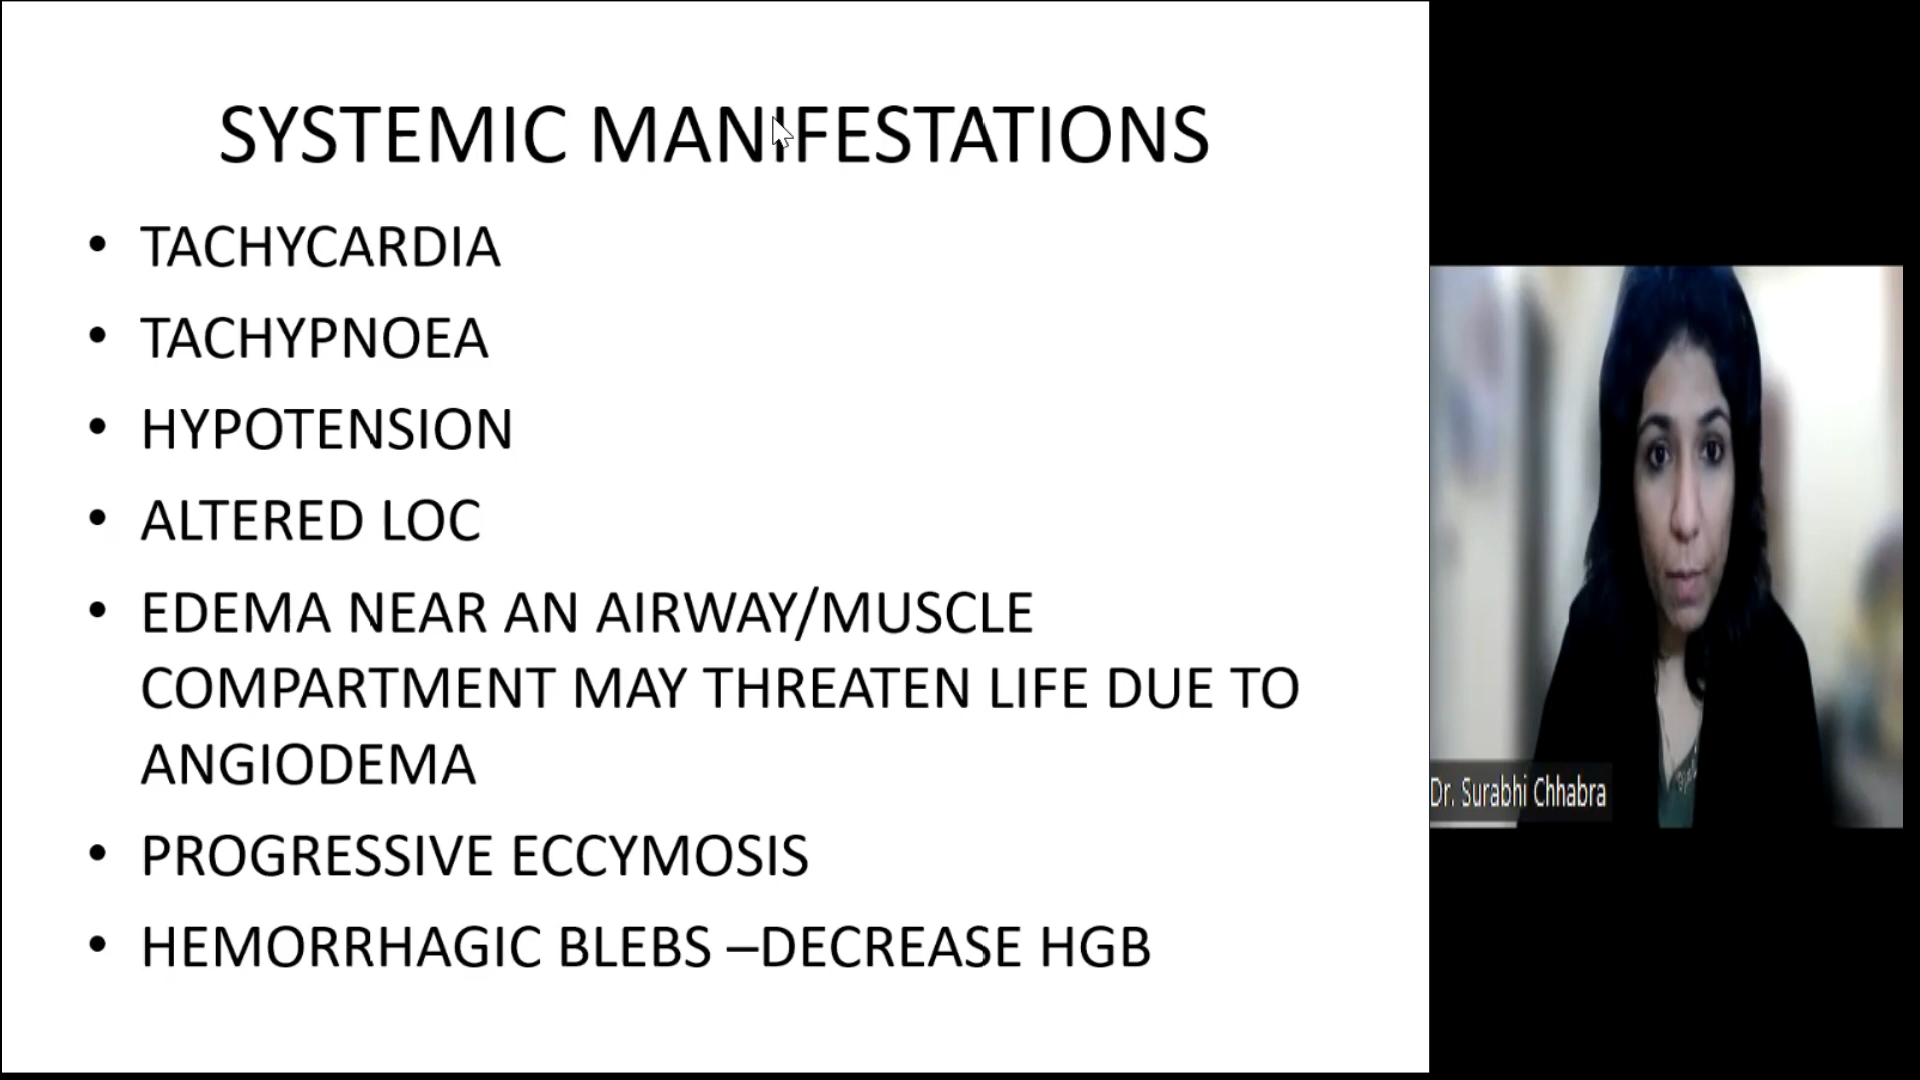 SYSTEMIC MANIFESTATIONS
• TACHYCARDIA
• TACHYPNOEA
• HYPOTENSION
• ALTERED LOC
• EDEMA NEAR AN AIRWAY/MUSCLE
COMPARTMENT MAY THREATEN LIFE DUE TO
ANGIODEMA
• PROGRESSIVE ECCYMOSIS
• HEMORRHAGIC BLEBS –DECREASE HGB
Dr. Surabhi Chhabra